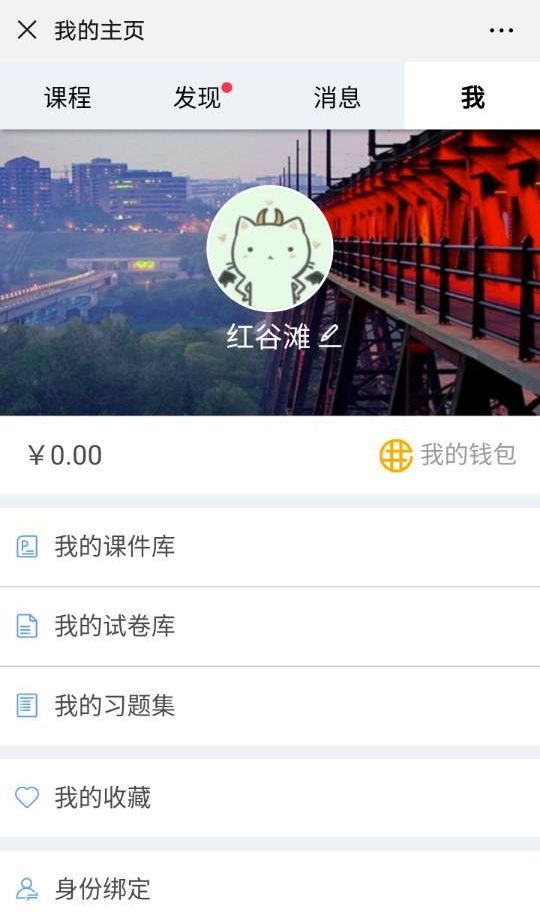 我的主页
课程 发现 消息 我
红谷滩
￥0.00 我的钱包
我的课件库
我的试卷库
我的习题集
我的收藏
身份绑定